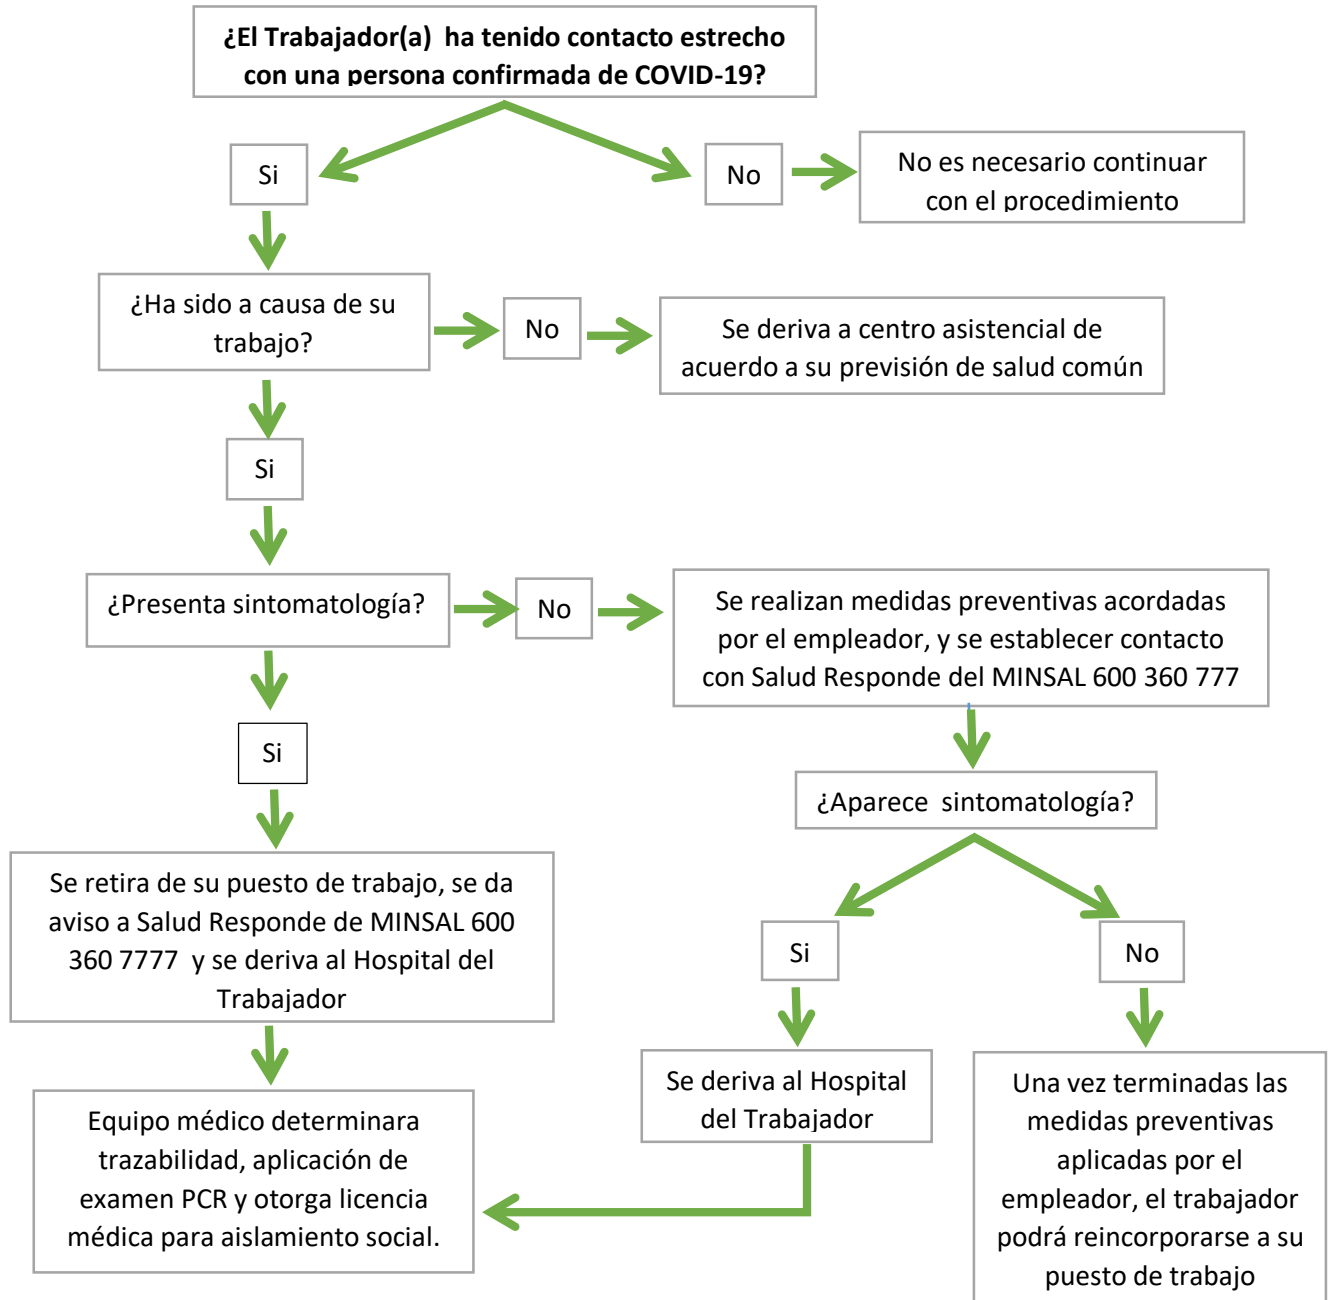 ¿El Trabajador(a)  ha tenido contacto estrecho
con una persona confirmada de COVID-19?
Si
No
No es necesario continuar
con el procedimiento
¿Ha sido a causa de su
trabajo?
No
Se deriva a centro asistencial de
acuerdo a su previsión de salud común
Si
¿Presenta sintomatología?
No
Se realizan medidas preventivas acordadas
por el empleador, y se establecer contacto
con Salud Responde del MINSAL 600 360 777
Si
¿Aparece  sintomatología?
Se retira de su puesto de trabajo, se da
aviso a Salud Responde de MINSAL 600
360 7777  y se deriva al Hospital del
Trabajador
Si
No
Se deriva al Hospital
del Trabajador
Una vez terminadas las
medidas preventivas
aplicadas por el
empleador, el trabajador
podrá reincorporarse a su
puesto de trabajo
Equipo médico determinara
trazabilidad, aplicación de
examen PCR y otorga licencia
médica para aislamiento social.